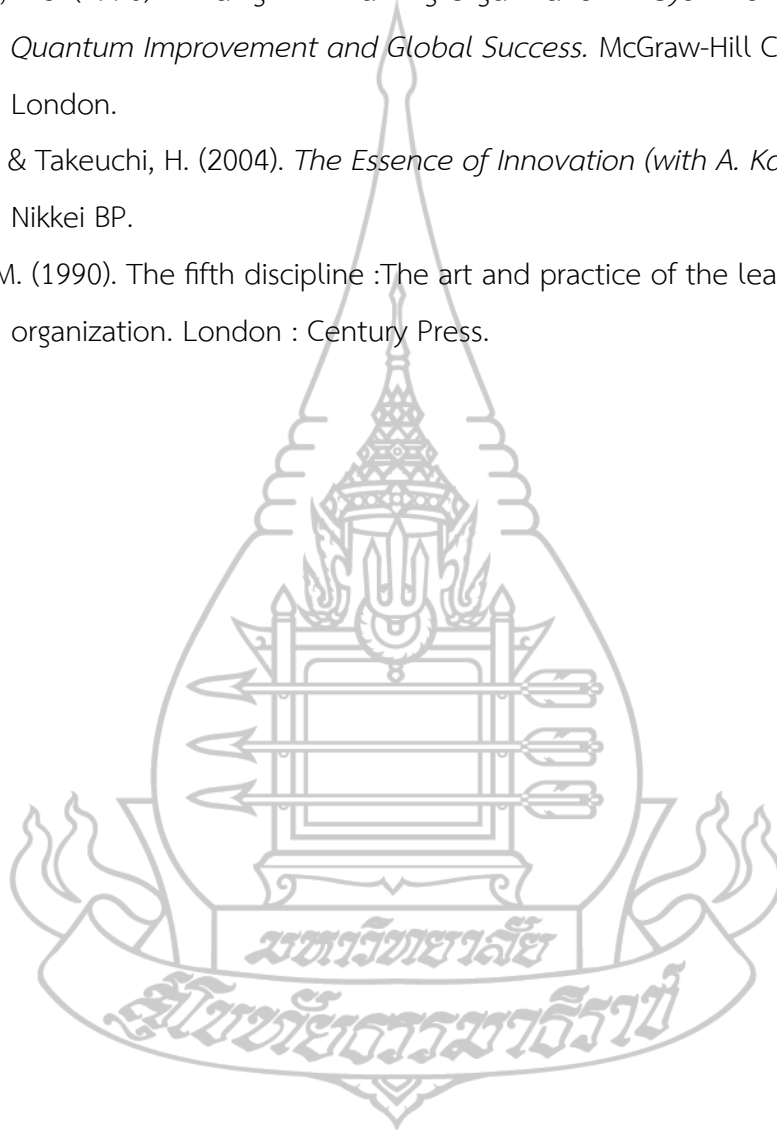 Quantum Improvement and Global Success. McGraw-Hill C
London.
& Takeuchi, H. (2004). The Essence of Innovation (with A. Ko
Nikkei BP.
M. (1990). The fifth discipline :The art and practice of the lea
organization. London : Century Press.
มหาวิทยาลัย
สุโขทัยธรรมาธิราช